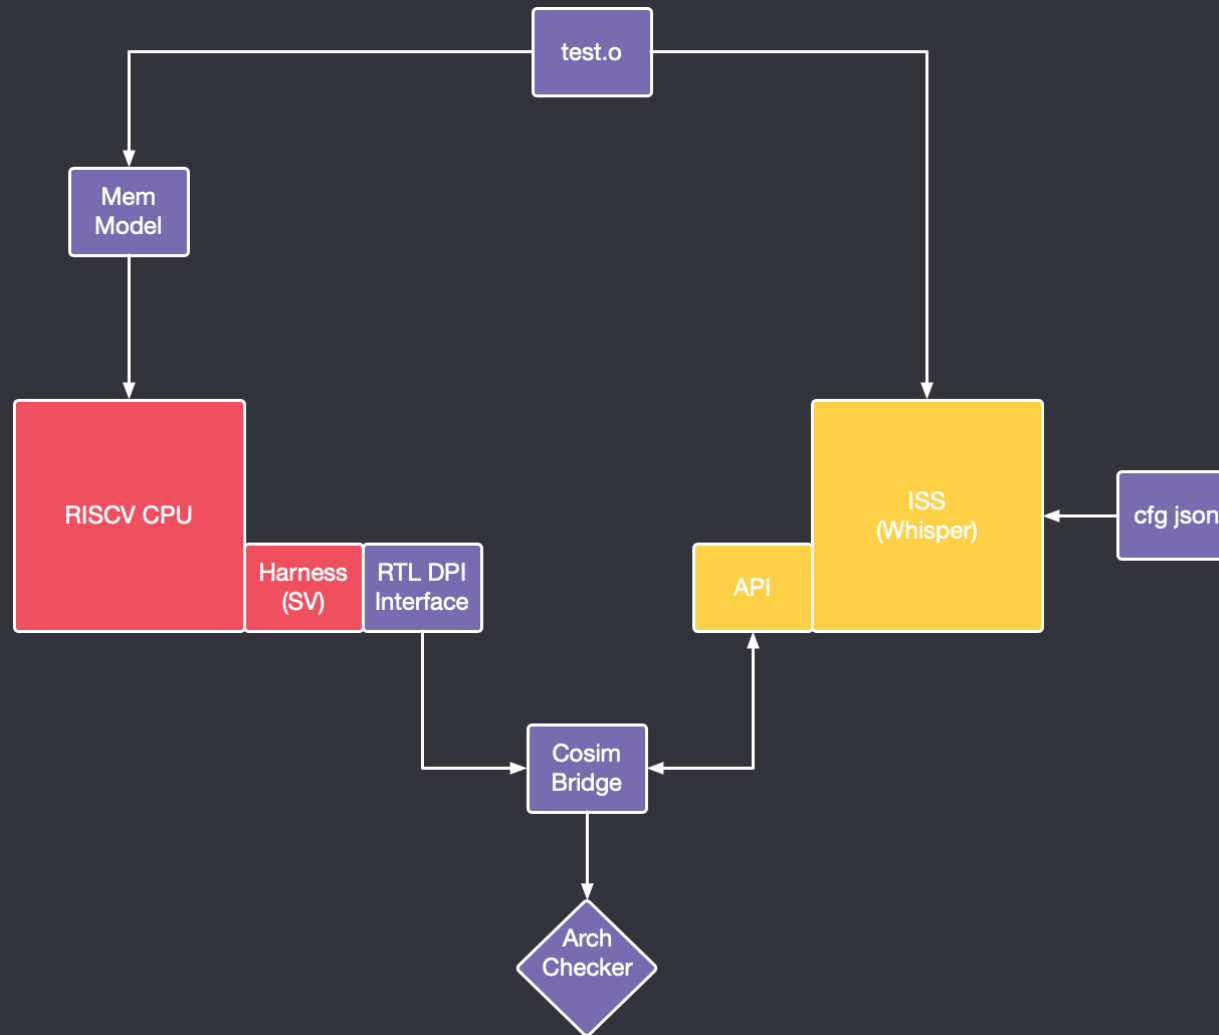 test.o
Mem
Model
RISCV CPU
Harness
(SV)
RTL DPI
Interface
API
ISS
(Whisper)
cfg json
Cosim
Bridge
Arch
Checker